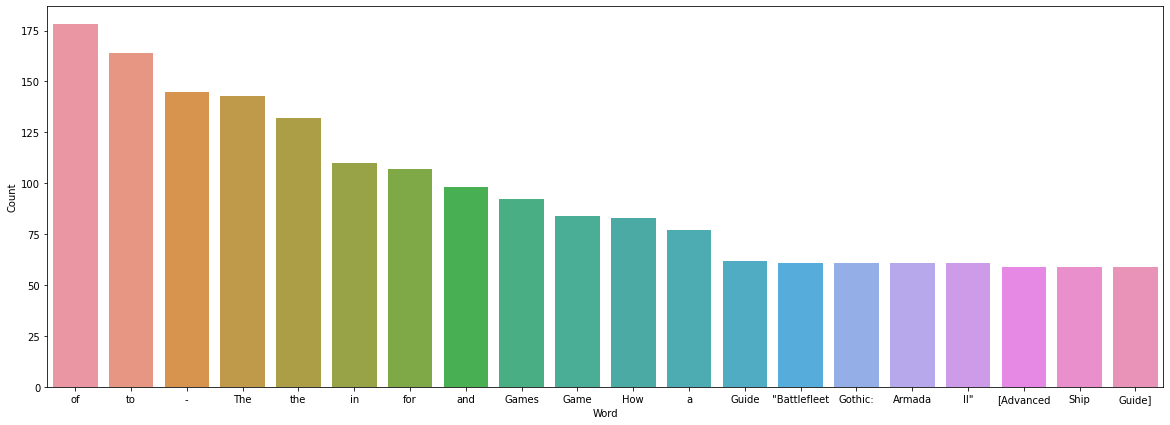 175
150
125
100
75
50
25
0
Count
of to - The the in for and Games Game How a Guide "Battlefleet Gothic: Armada II" [Advanced Ship Guide]
Word